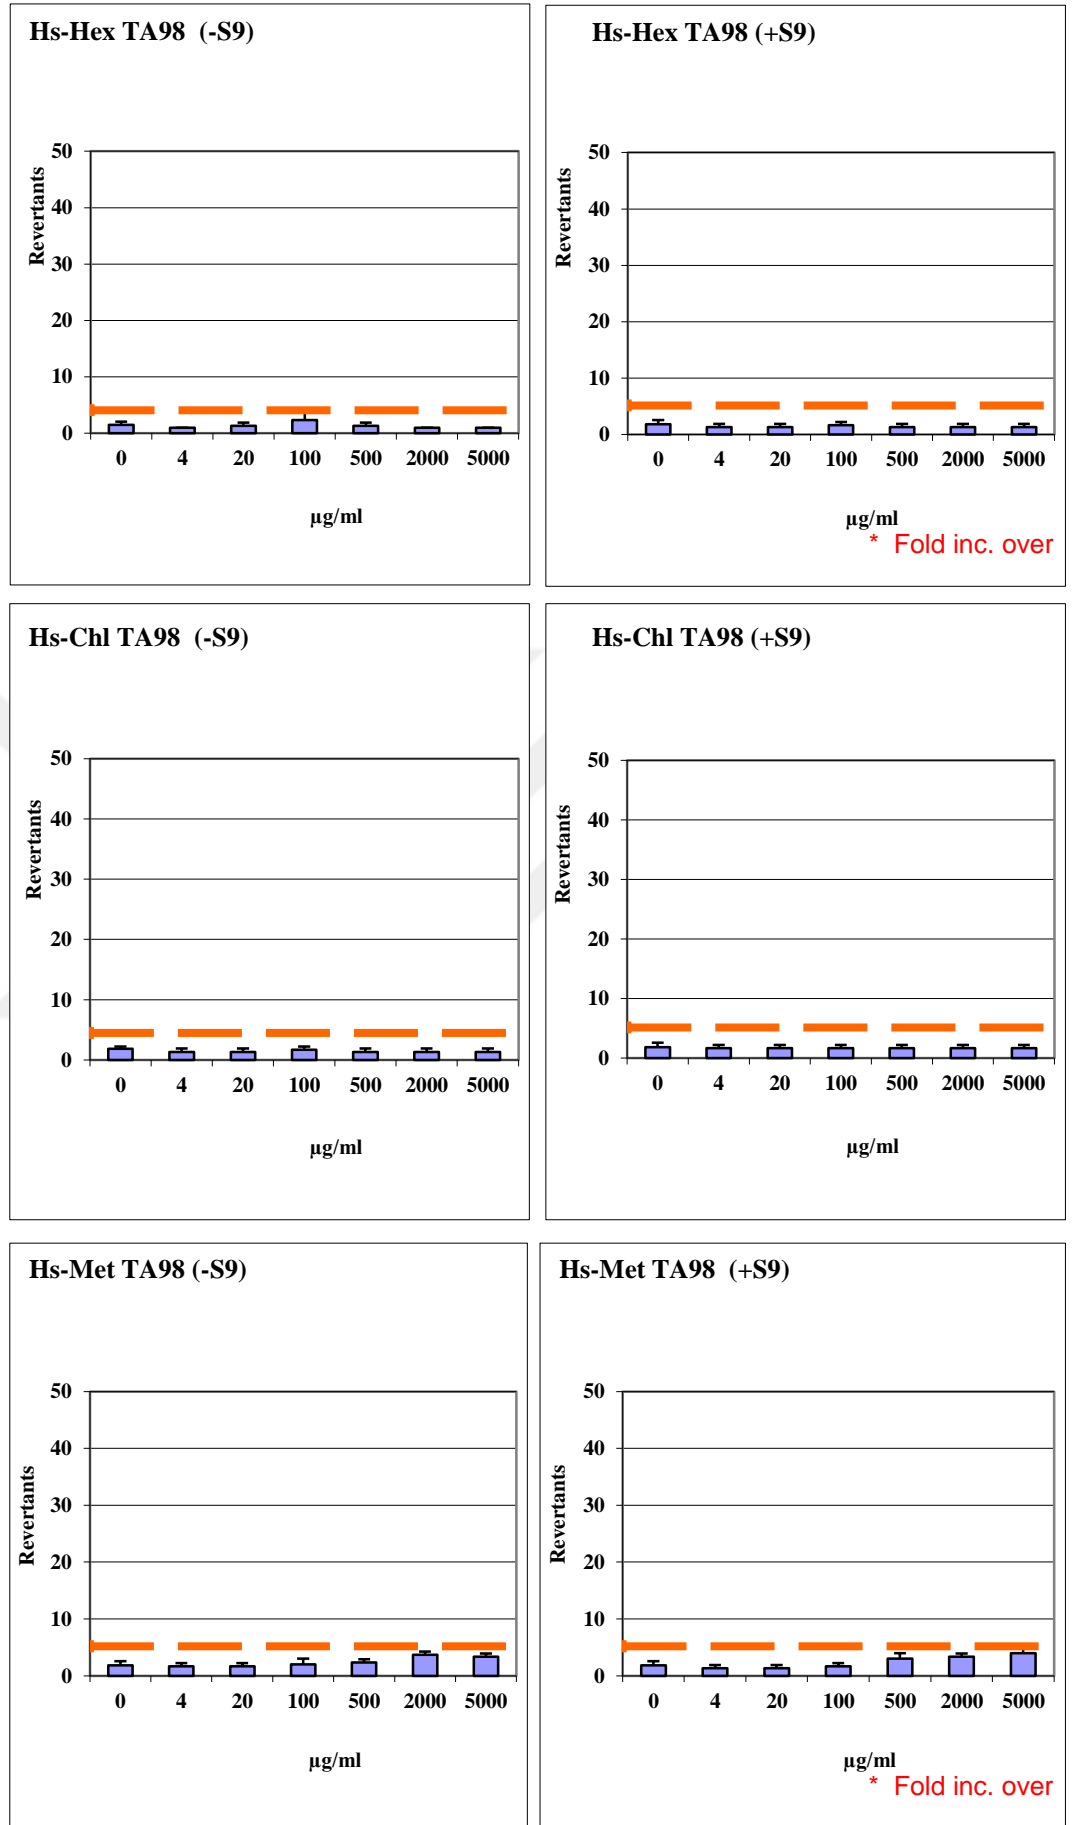 Hs-Hex TA98 (-S9)
Revertants
50
40
30
20
10
0
0 4 20 100 500 2000 5000
µg/ml
Hs-Hex TA98 (+S9)
Revertants
50
40
30
20
10
0
0 4 20 100 500 2000 5000
µg/ml
* Fold inc. over
Hs-Chl TA98 (-S9)
Revertants
50
40
30
20
10
0
0 4 20 100 500 2000 5000
µg/ml
Hs-Chl TA98 (+S9)
Revertants
50
40
30
20
10
0
0 4 20 100 500 2000 5000
µg/ml
Hs-Met TA98 (-S9)
Revertants
50
40
30
20
10
0
0 4 20 100 500 2000 5000
µg/ml
Hs-Met TA98 (+S9)
Revertants
50
40
30
20
10
0
0 4 20 100 500 2000 5000
µg/ml
* Fold inc. over